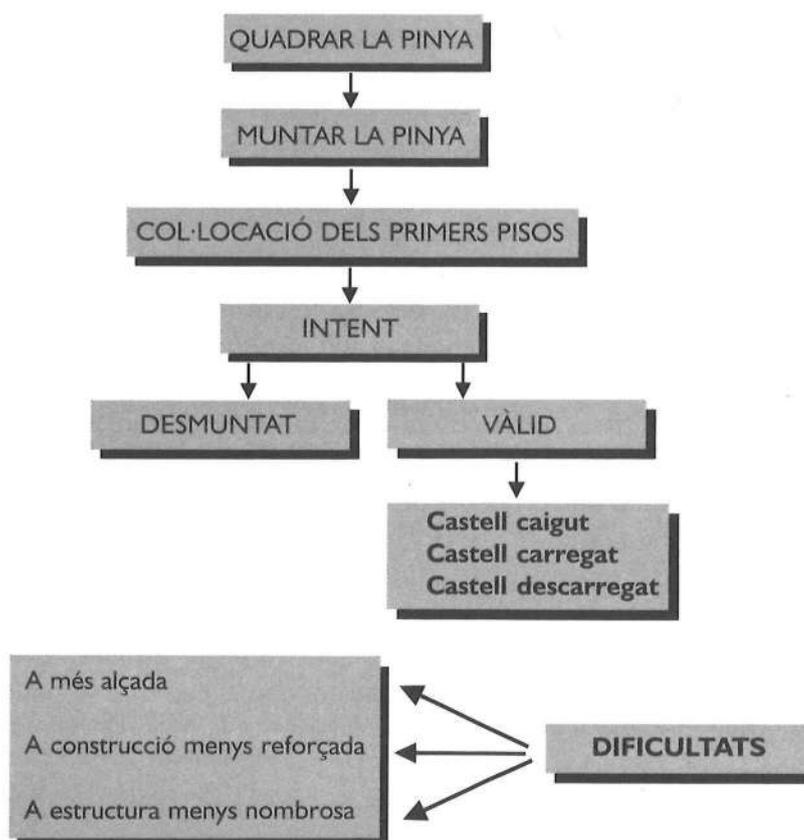 QUADRAR LA PINYA
MUNTAR LA PINYA
COL·LOCACIÓ DELS PRIMERS PISOS
INTENT
DESMUNTAT
VÀLID
Castell caigut
Castell carregat
Castell descarregat
A més alçada
A construcció menys reforçada
A estructura menys nombrosa
DIFICULTATS